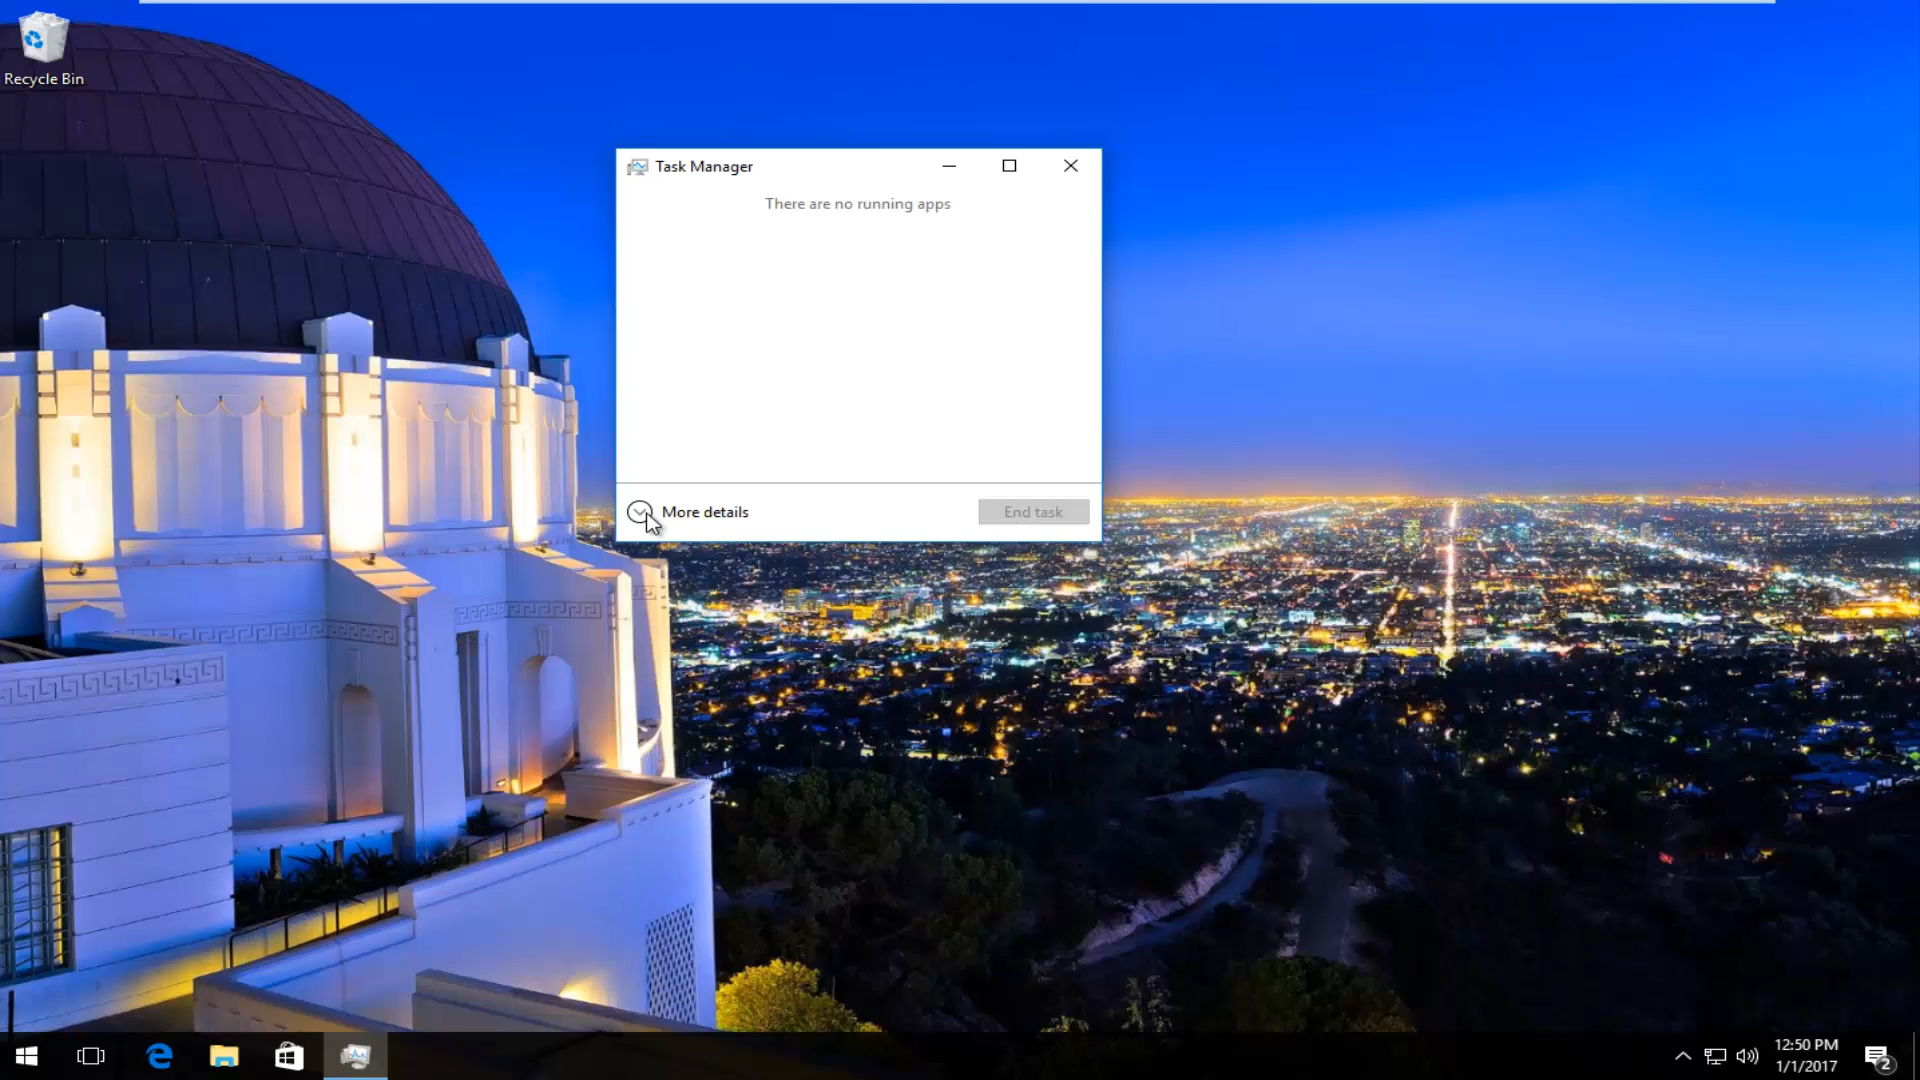 Recycle Bin
Task Manager
There are no running apps
More details
End task
12:50 PM
1/1/2017
2